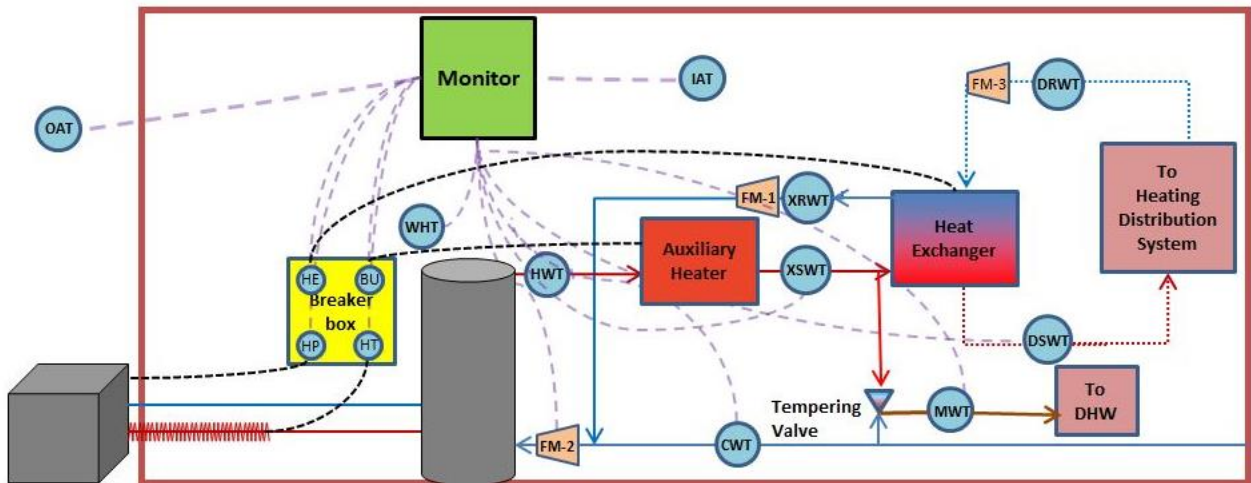 Monitor
IAT
OAT
FM-3
DRWT
To
Heating
Distribution
System
FM-1
XRWT
Heat
Exchanger
WHT
Auxiliary
Heater
HWT
XSWT
HE
BU
Breaker
box
HP
HT
DSWT
To
DHW
Tempering
Valve
MWT
FM-2
CWT